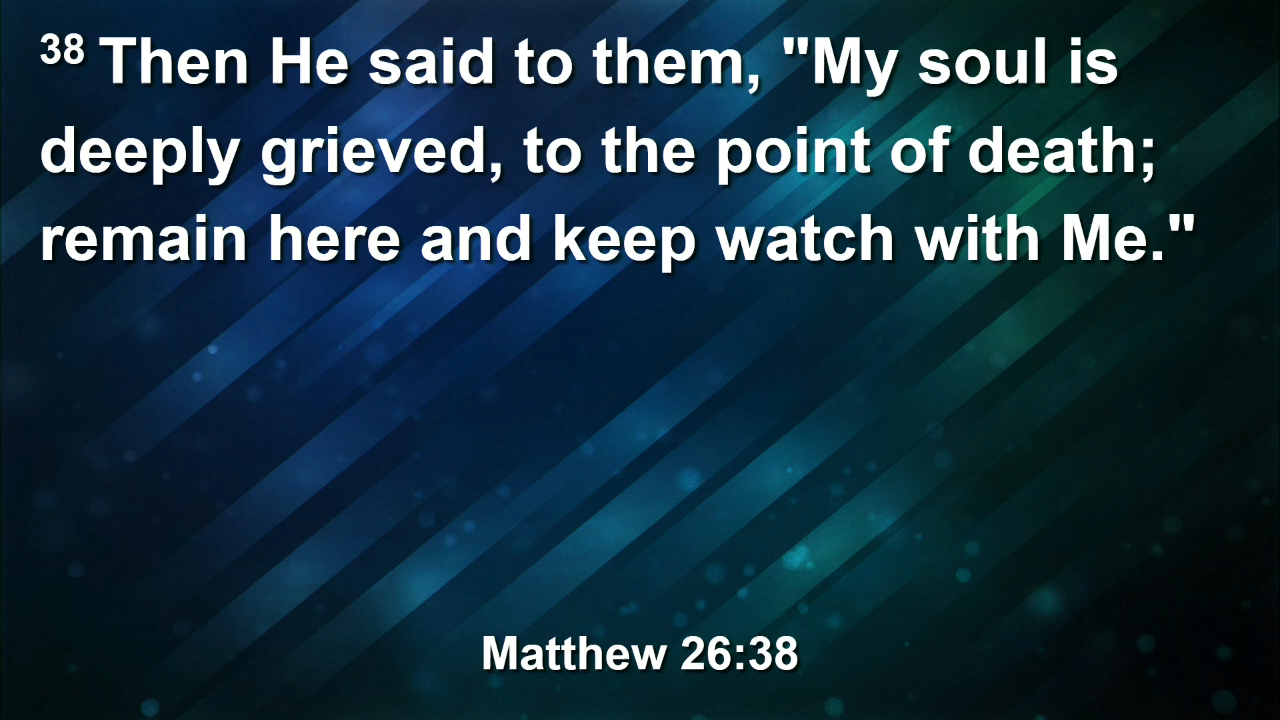 38 Then He said to them, "My soul is
deeply grieved, to the point of death;
remain here and keep watch with Me."
Matthew 26:38